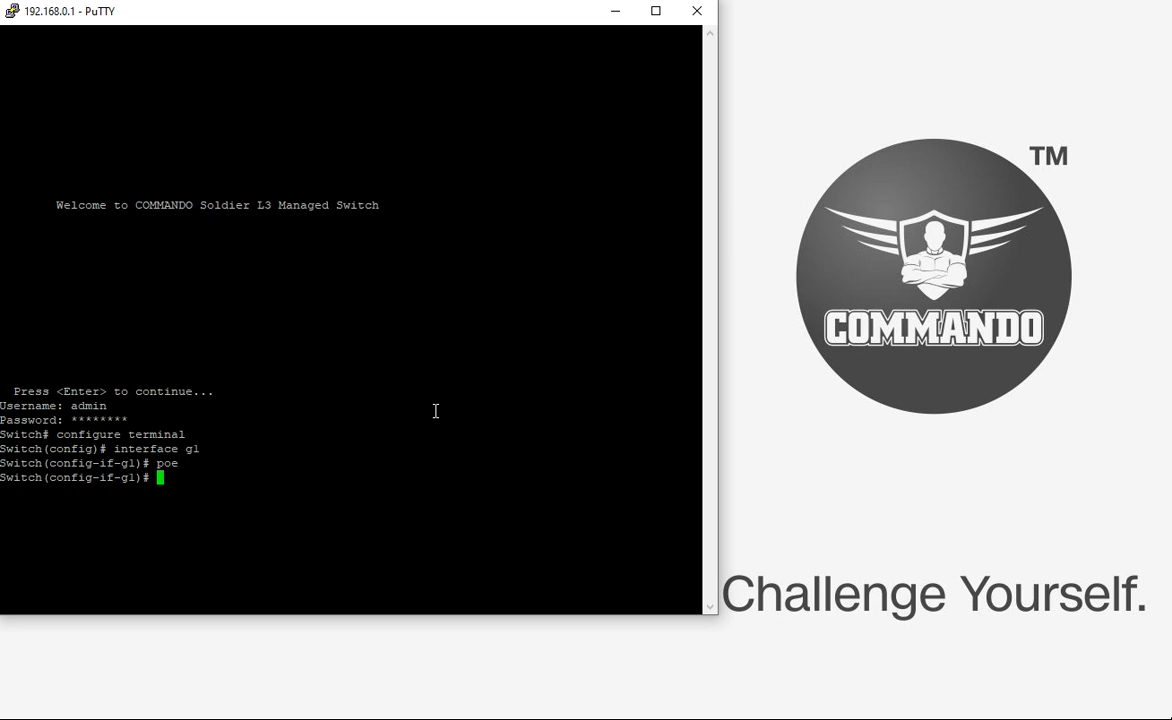 192.168.0.1 - PuTTY
Welcome to COMMANDO Soldier L3 Managed Switch
Press <Enter> to continue...
Username: admin
Password: ********
Switch# configure terminal
Switch(config)# interface g1
Switch(config-if-g1)# poe
Switch(config-if-g1)#
TM
COMMANDO
Challenge Yourself.